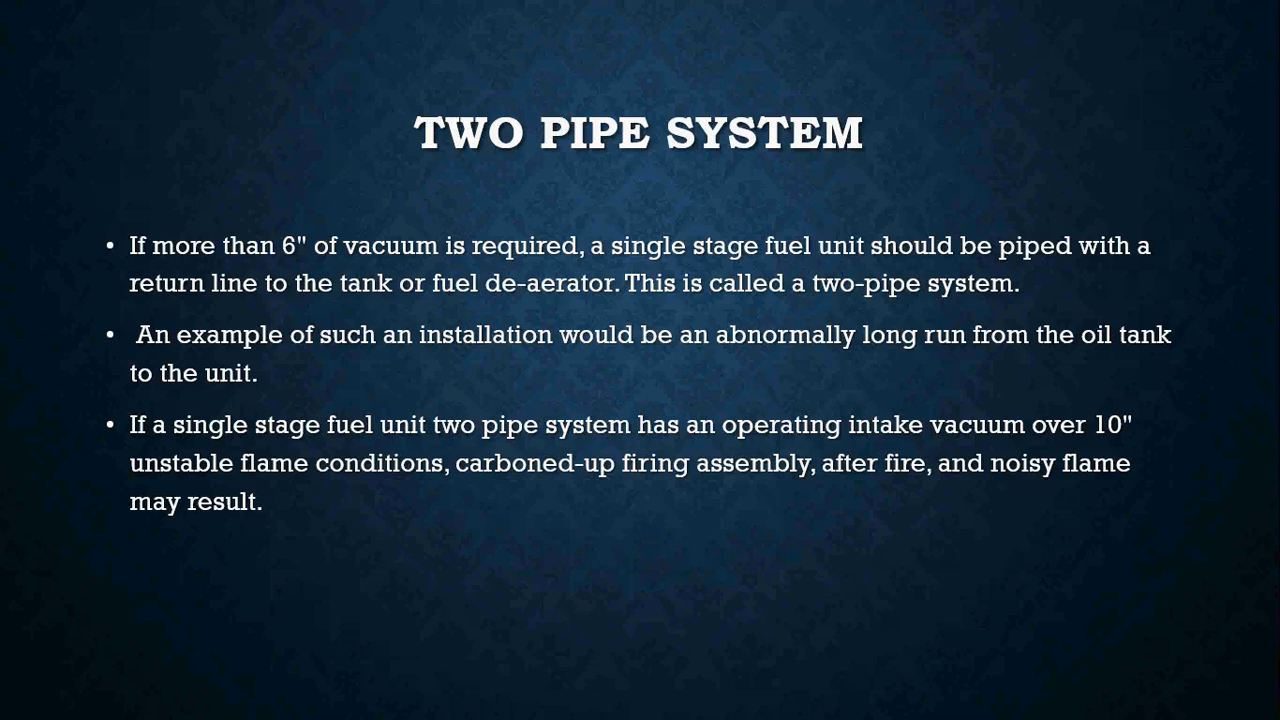 TWO PIPE SYSTEM
• If more than 6" of vacuum is required, a single stage fuel unit should be piped with a
return line to the tank or fuel de-aerator. This is called a two-pipe system.
• An example of such an installation would be an abnormally long run from the oil tank
to the unit.
• If a single stage fuel unit two pipe system has an operating intake vacuum over 10"
unstable flame conditions, carboned-up firing assembly, after fire, and noisy flame
may result.